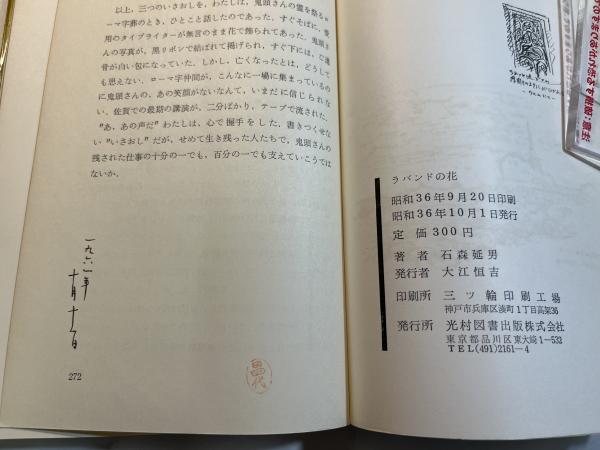 以上，三つのいさおしを，わたしは，鬼頭さんの霊を祭るロ
ーマ字葬のとき，ひとこと話したのであった．すぐそばに，愛
用のタイプライターが無言のまま花で飾られてあった．鬼頭さ
んの写真が，黒リボンで結ばれて掲げられ，すぐ下には，ご遺
骨が白い包になっていた．しかし，亡くなったとは，どうして
も思えない．ローマ字仲間が，こんなに一場に集まっているの
に鬼頭さんの，あの笑顔がないなんて，いまだに信じられな
い．佐賀での最期の講演が，二分ばかり，テープで流された．
“あ，あの声だ”わたしは，心で握手をした．書きつくせな
い“いさおし”だが，せめて生き残った人たちで，鬼頭さんの
残された仕事の十分の一でも，百分の一でも支えていこうでは
ないか．
一九六一年
十月十一日
272
ラバンドの花
昭和36年9月20日印刷
昭和36年10月1日発行
定価300円
著者 石森延男
発行者 大江恒吉
印刷所 三ツ輪印刷工場
神戸市兵庫区湊町1丁目高架36
発行所 光村図書出版株式会社
東京都品川区東大崎1−532
TEL(491)2161−4